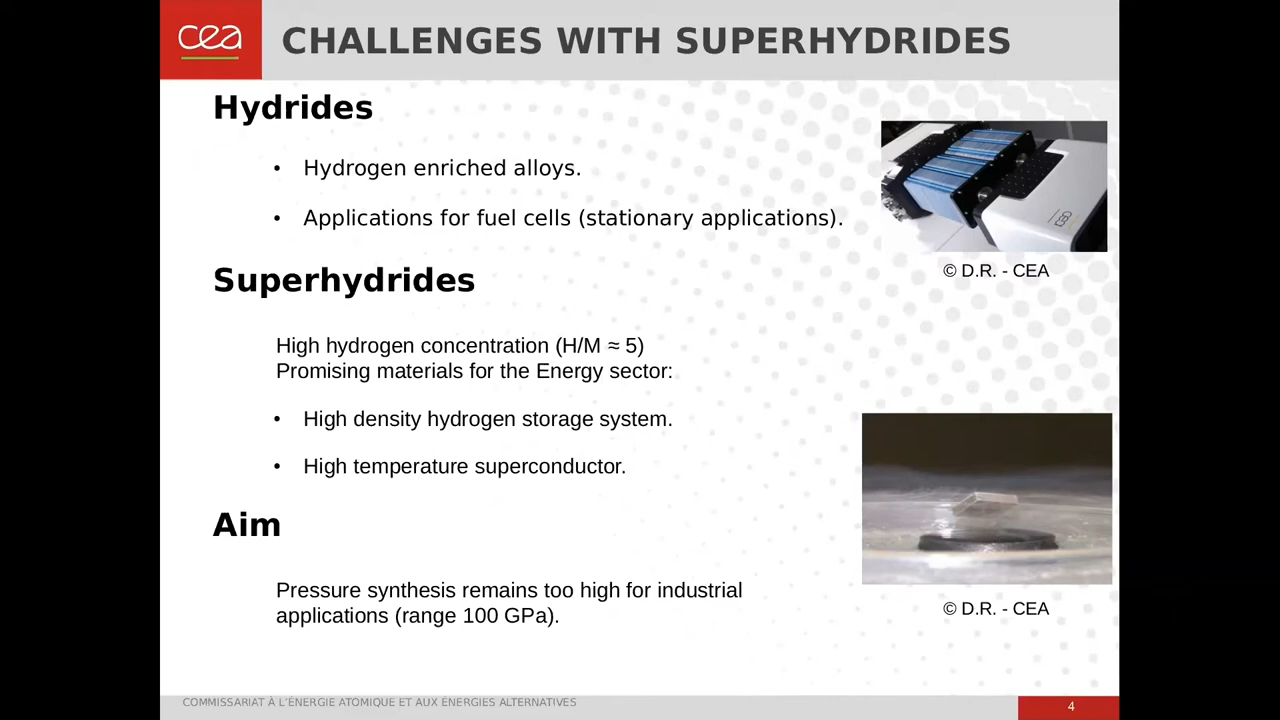 cea
CHALLENGES WITH SUPERHYDRIDES
Hydrides
• Hydrogen enriched alloys.
• Applications for fuel cells (stationary applications).
cea
© D.R. - CEA
Superhydrides
High hydrogen concentration (H/M ≈ 5)
Promising materials for the Energy sector:
• High density hydrogen storage system.
• High temperature superconductor.
Aim
Pressure synthesis remains too high for industrial
applications (range 100 GPa).
© D.R. - CEA
COMMISSARIAT À L'ÉNERGIE ATOMIQUE ET AUX ÉNERGIES ALTERNATIVES
4